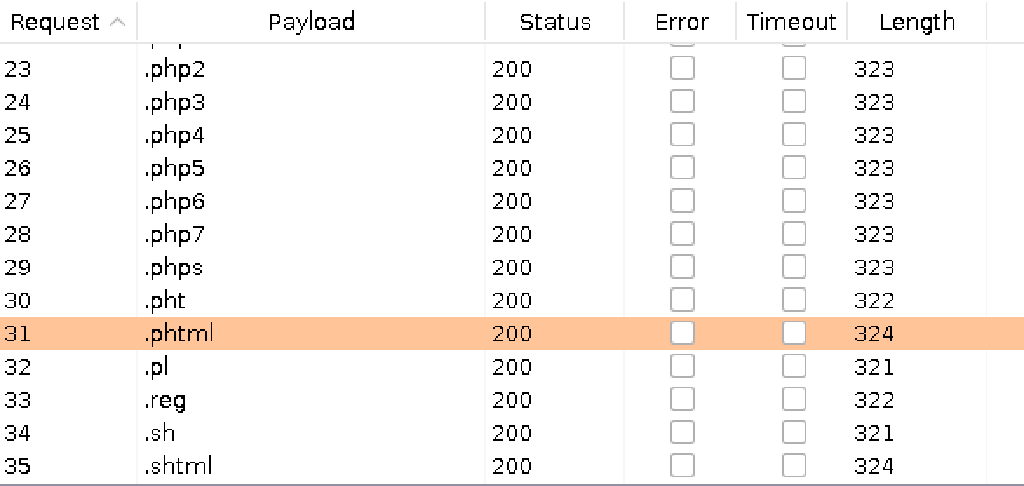 Request Payload Status Error Timeout Length
23 .php2 200 323
24 .php3 200 323
25 .php4 200 323
26 .php5 200 323
27 .php6 200 323
28 .php7 200 323
29 .phps 200 323
30 .pht 200 322
31 .phtml 200 324
32 .pl 200 321
33 .reg 200 322
34 .sh 200 321
35 .shtml 200 324